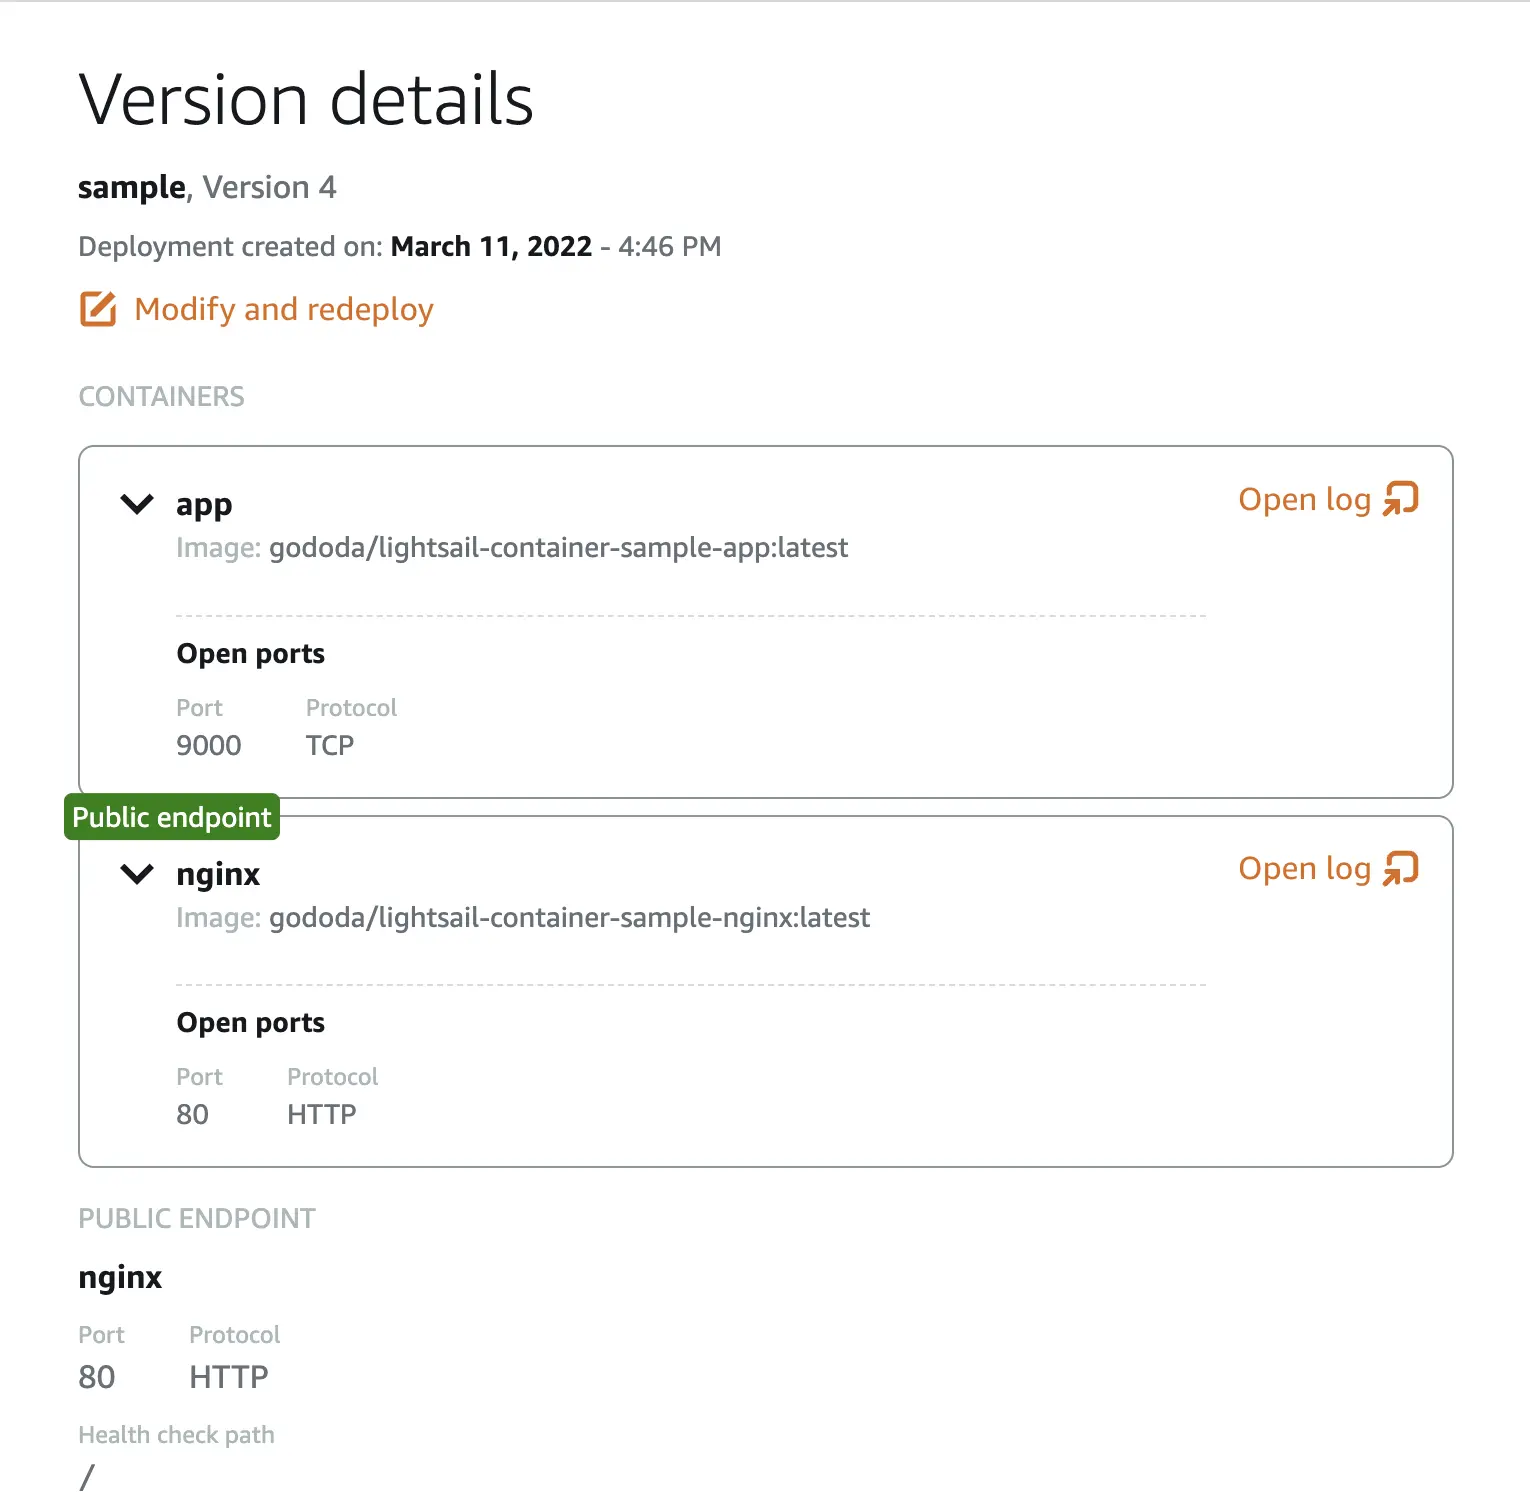 Version details
sample, Version 4
Deployment created on: March 11, 2022 - 4:46 PM
Modify and redeploy
CONTAINERS
app
Open log
Image: gododa/lightsail-container-sample-app:latest
Open ports
Port Protocol
9000 TCP
Public endpoint
nginx
Open log
Image: gododa/lightsail-container-sample-nginx:latest
Open ports
Port Protocol
80 HTTP
PUBLIC ENDPOINT
nginx
Port Protocol
80 HTTP
Health check path
/